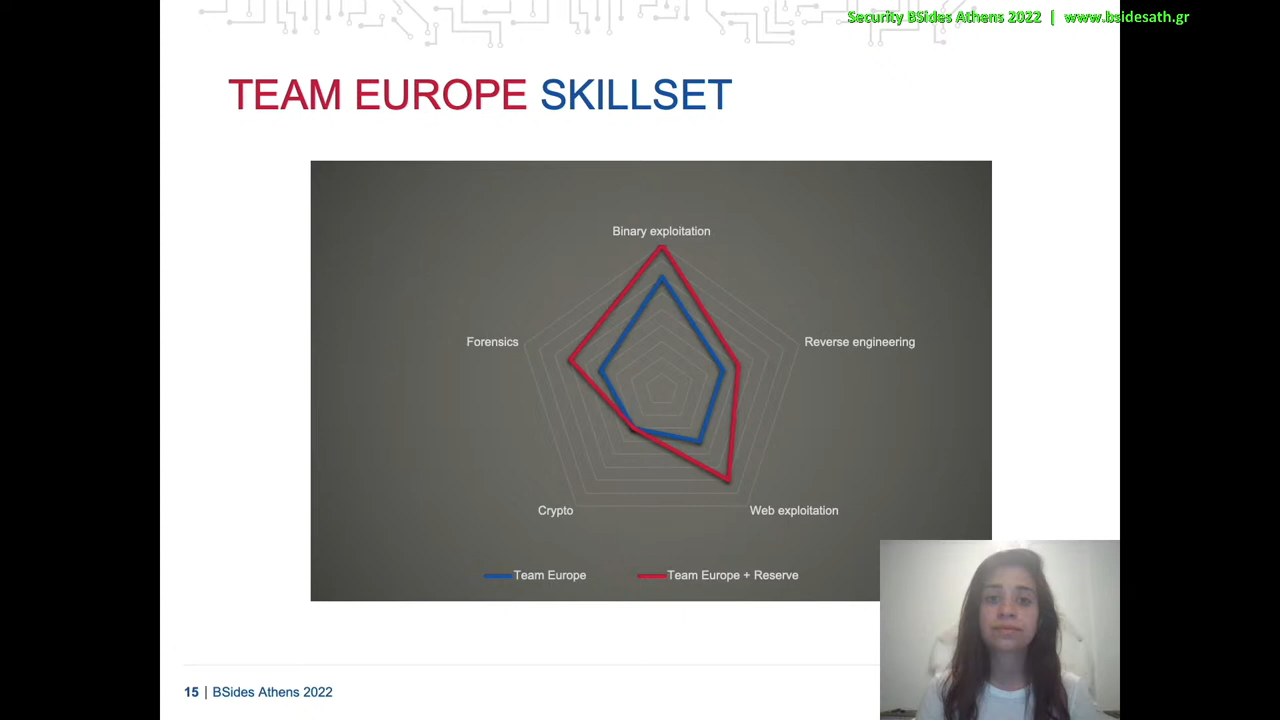 Security BSides Athens 2022 | www.bsidesath.gr
TEAM EUROPE SKILLSET
Binary exploitation
Forensics
Reverse engineering
Crypto
Web exploitation
Team Europe
Team Europe + Reserve
15 | BSides Athens 2022